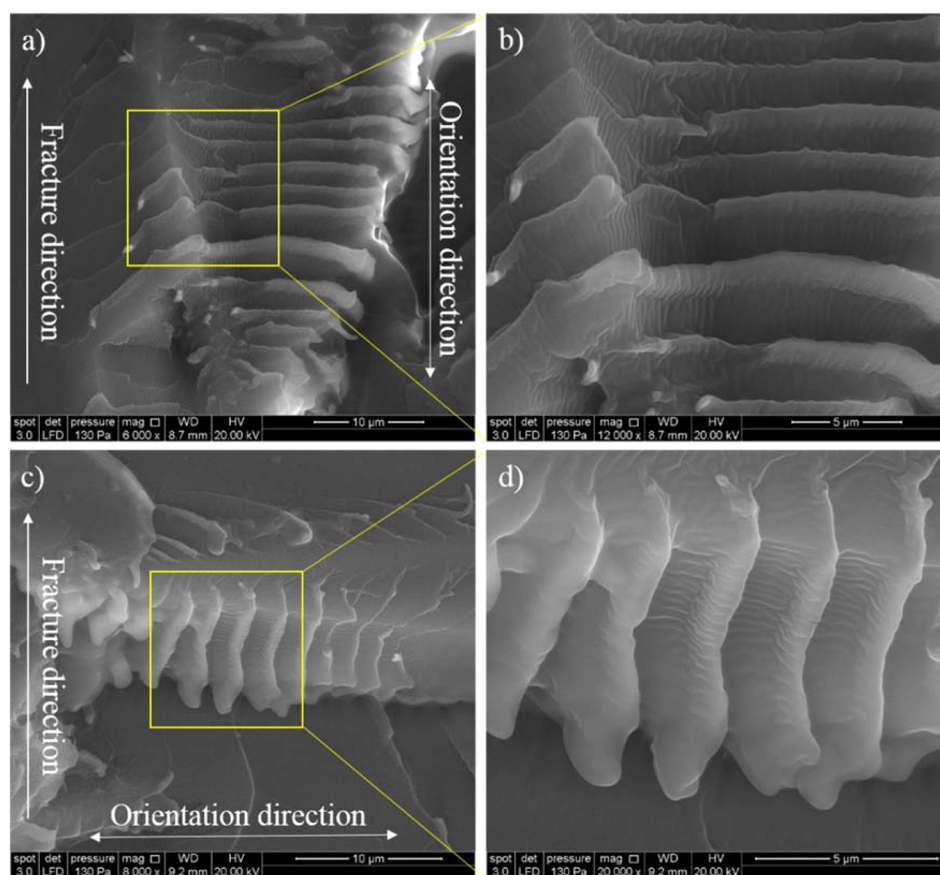 a)
Fracture direction
Orientation direction
spot det pressure mag WD HV
3.0 LFD 130 Pa 6 000 x 8.7 mm 20.00 kV 10 µm
b)
spot det pressure mag WD HV
3.0 LFD 130 Pa 12 000 x 8.7 mm 20.00 kV 5 µm
c)
Fracture direction
Orientation direction
spot det pressure mag WD HV
3.0 LFD 130 Pa 8 000 x 9.2 mm 20.00 kV 10 µm
d)
spot det pressure mag WD HV
3.0 LFD 130 Pa 20 000 x 9.2 mm 20.00 kV 5 µm